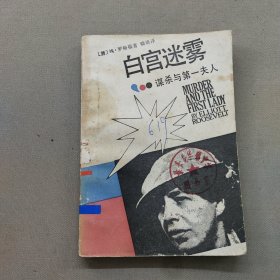 白宫迷雾
谋杀与第一夫人
MURDER
AND THE
FIRST LADY
BY ELLIOTT
ROOSEVELT